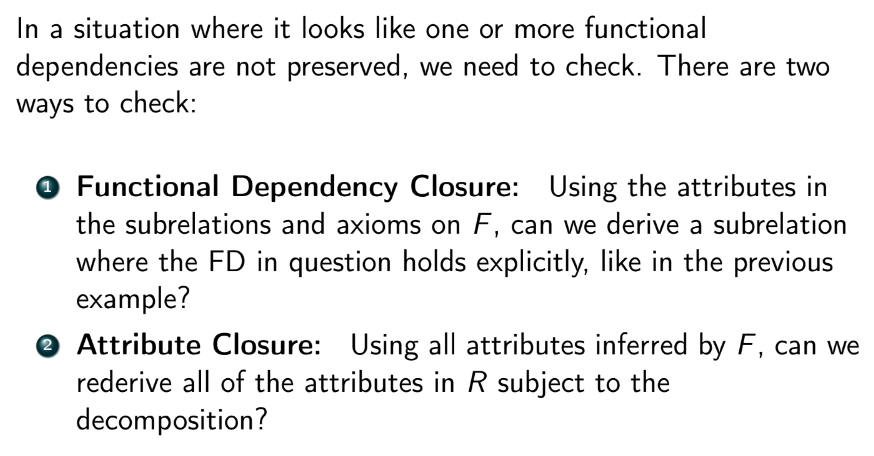 In a situation where it looks like one or more functional
dependencies are not preserved, we need to check. There are two
ways to check:
1 Functional Dependency Closure: Using the attributes in
the subrelations and axioms on F, can we derive a subrelation
where the FD in question holds explicitly, like in the previous
example?
2 Attribute Closure: Using all attributes inferred by F, can we
rederive all of the attributes in R subject to the
decomposition?